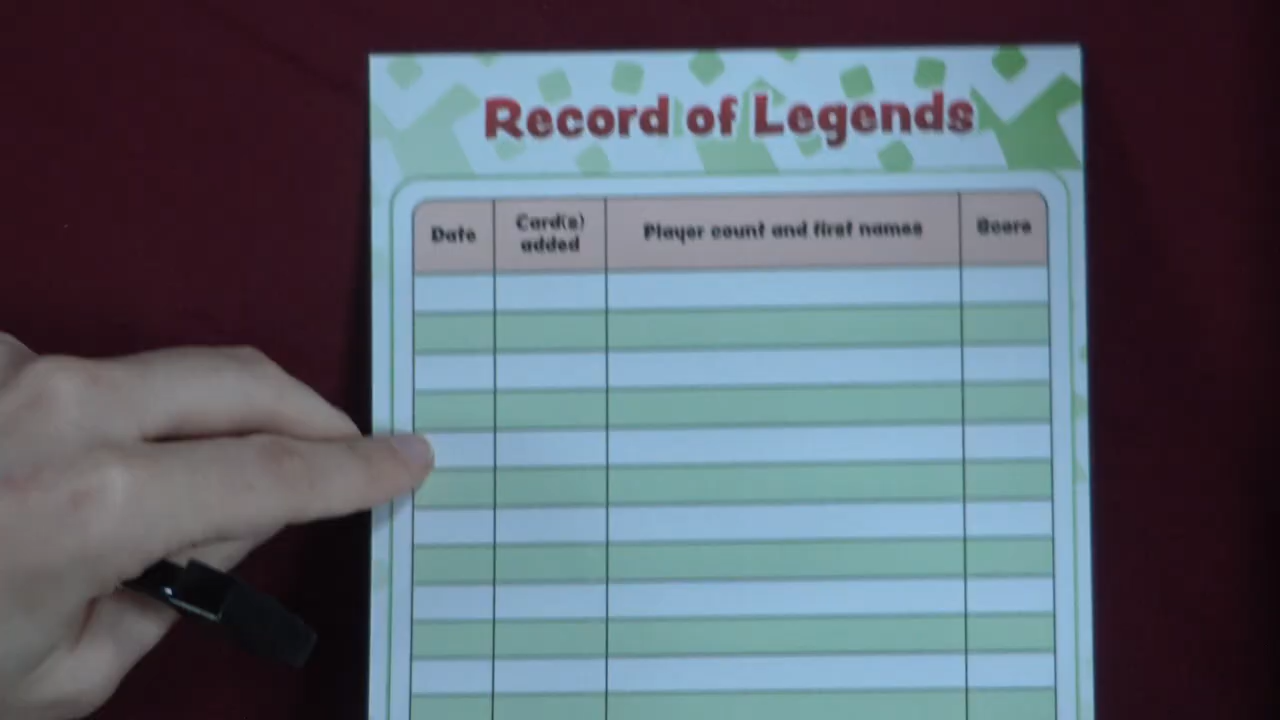 Record of Legends
Date
Card(s)
added
Player count and first names
Score